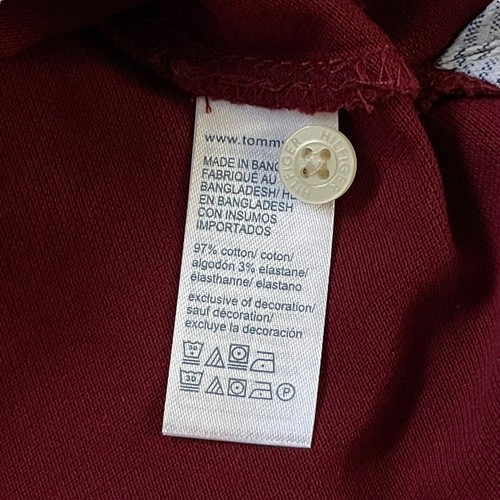 www.tommy
MADE IN BANG
FABRIQUÉ AU
BANGLADESH/ HE
EN BANGLADESH
CON INSUMOS
IMPORTADOS
97% cotton/ coton/
algodón 3% elastane/
élasthanne/ elastano
exclusive of decoration/
sauf décoration/
excluye la decoración
30
30 P
HILFIGER HILFIGER